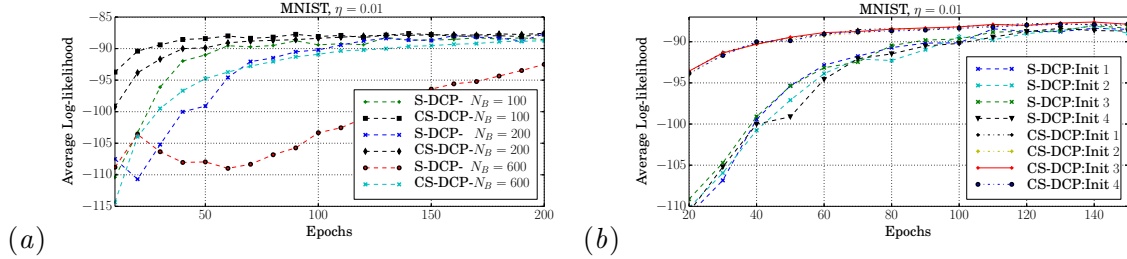 MNIST, η = 0.01
Average Log-likelihood
−85
−90
−95
−100
−105
−110
−115
50
100
150
200
Epochs
S-DCP- N_B = 100
CS-DCP-N_B = 100
S-DCP- N_B = 200
CS-DCP-N_B = 200
S-DCP- N_B = 600
CS-DCP-N_B = 600
(a)
MNIST, η = 0.01
Average Log-likelihood
−90
−95
−100
−105
−110
20
40
60
80
100
120
140
Epochs
S-DCP:Init 1
S-DCP:Init 2
S-DCP:Init 3
S-DCP:Init 4
CS-DCP:Init 1
CS-DCP:Init 2
CS-DCP:Init 3
CS-DCP:Init 4
(b)